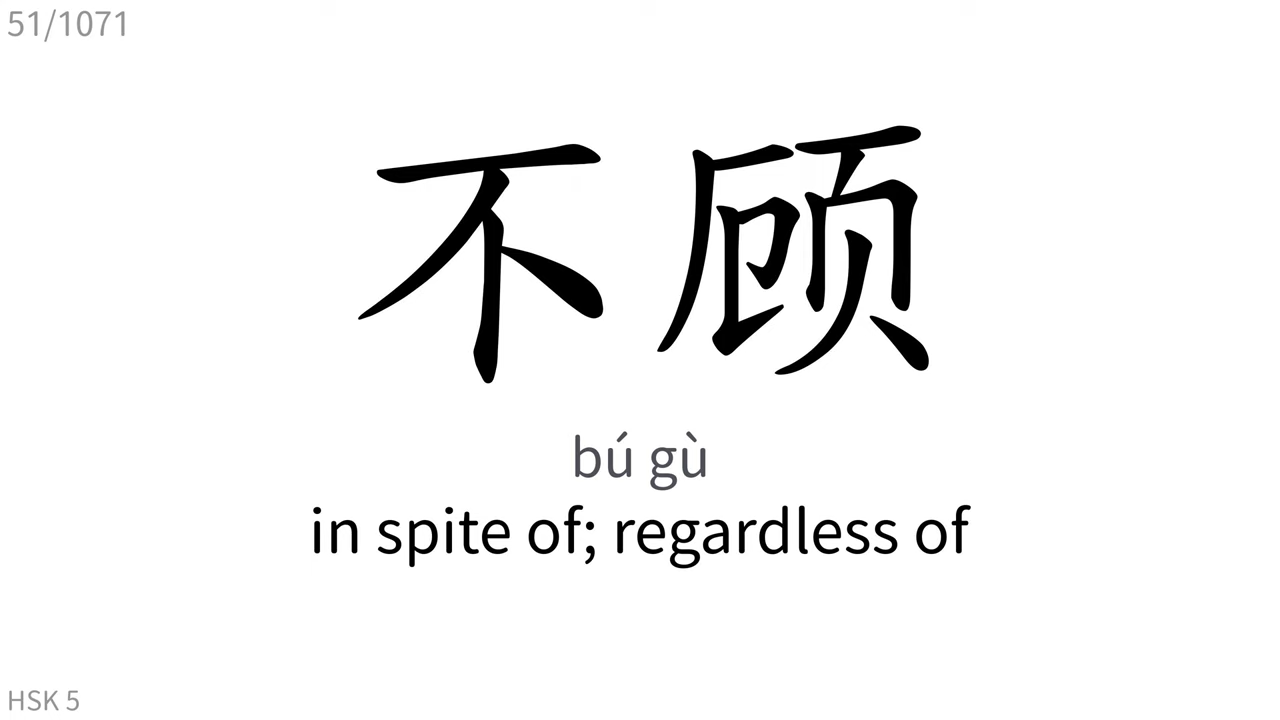 51/1071
不顾
bú gù
in spite of; regardless of
HSK 5